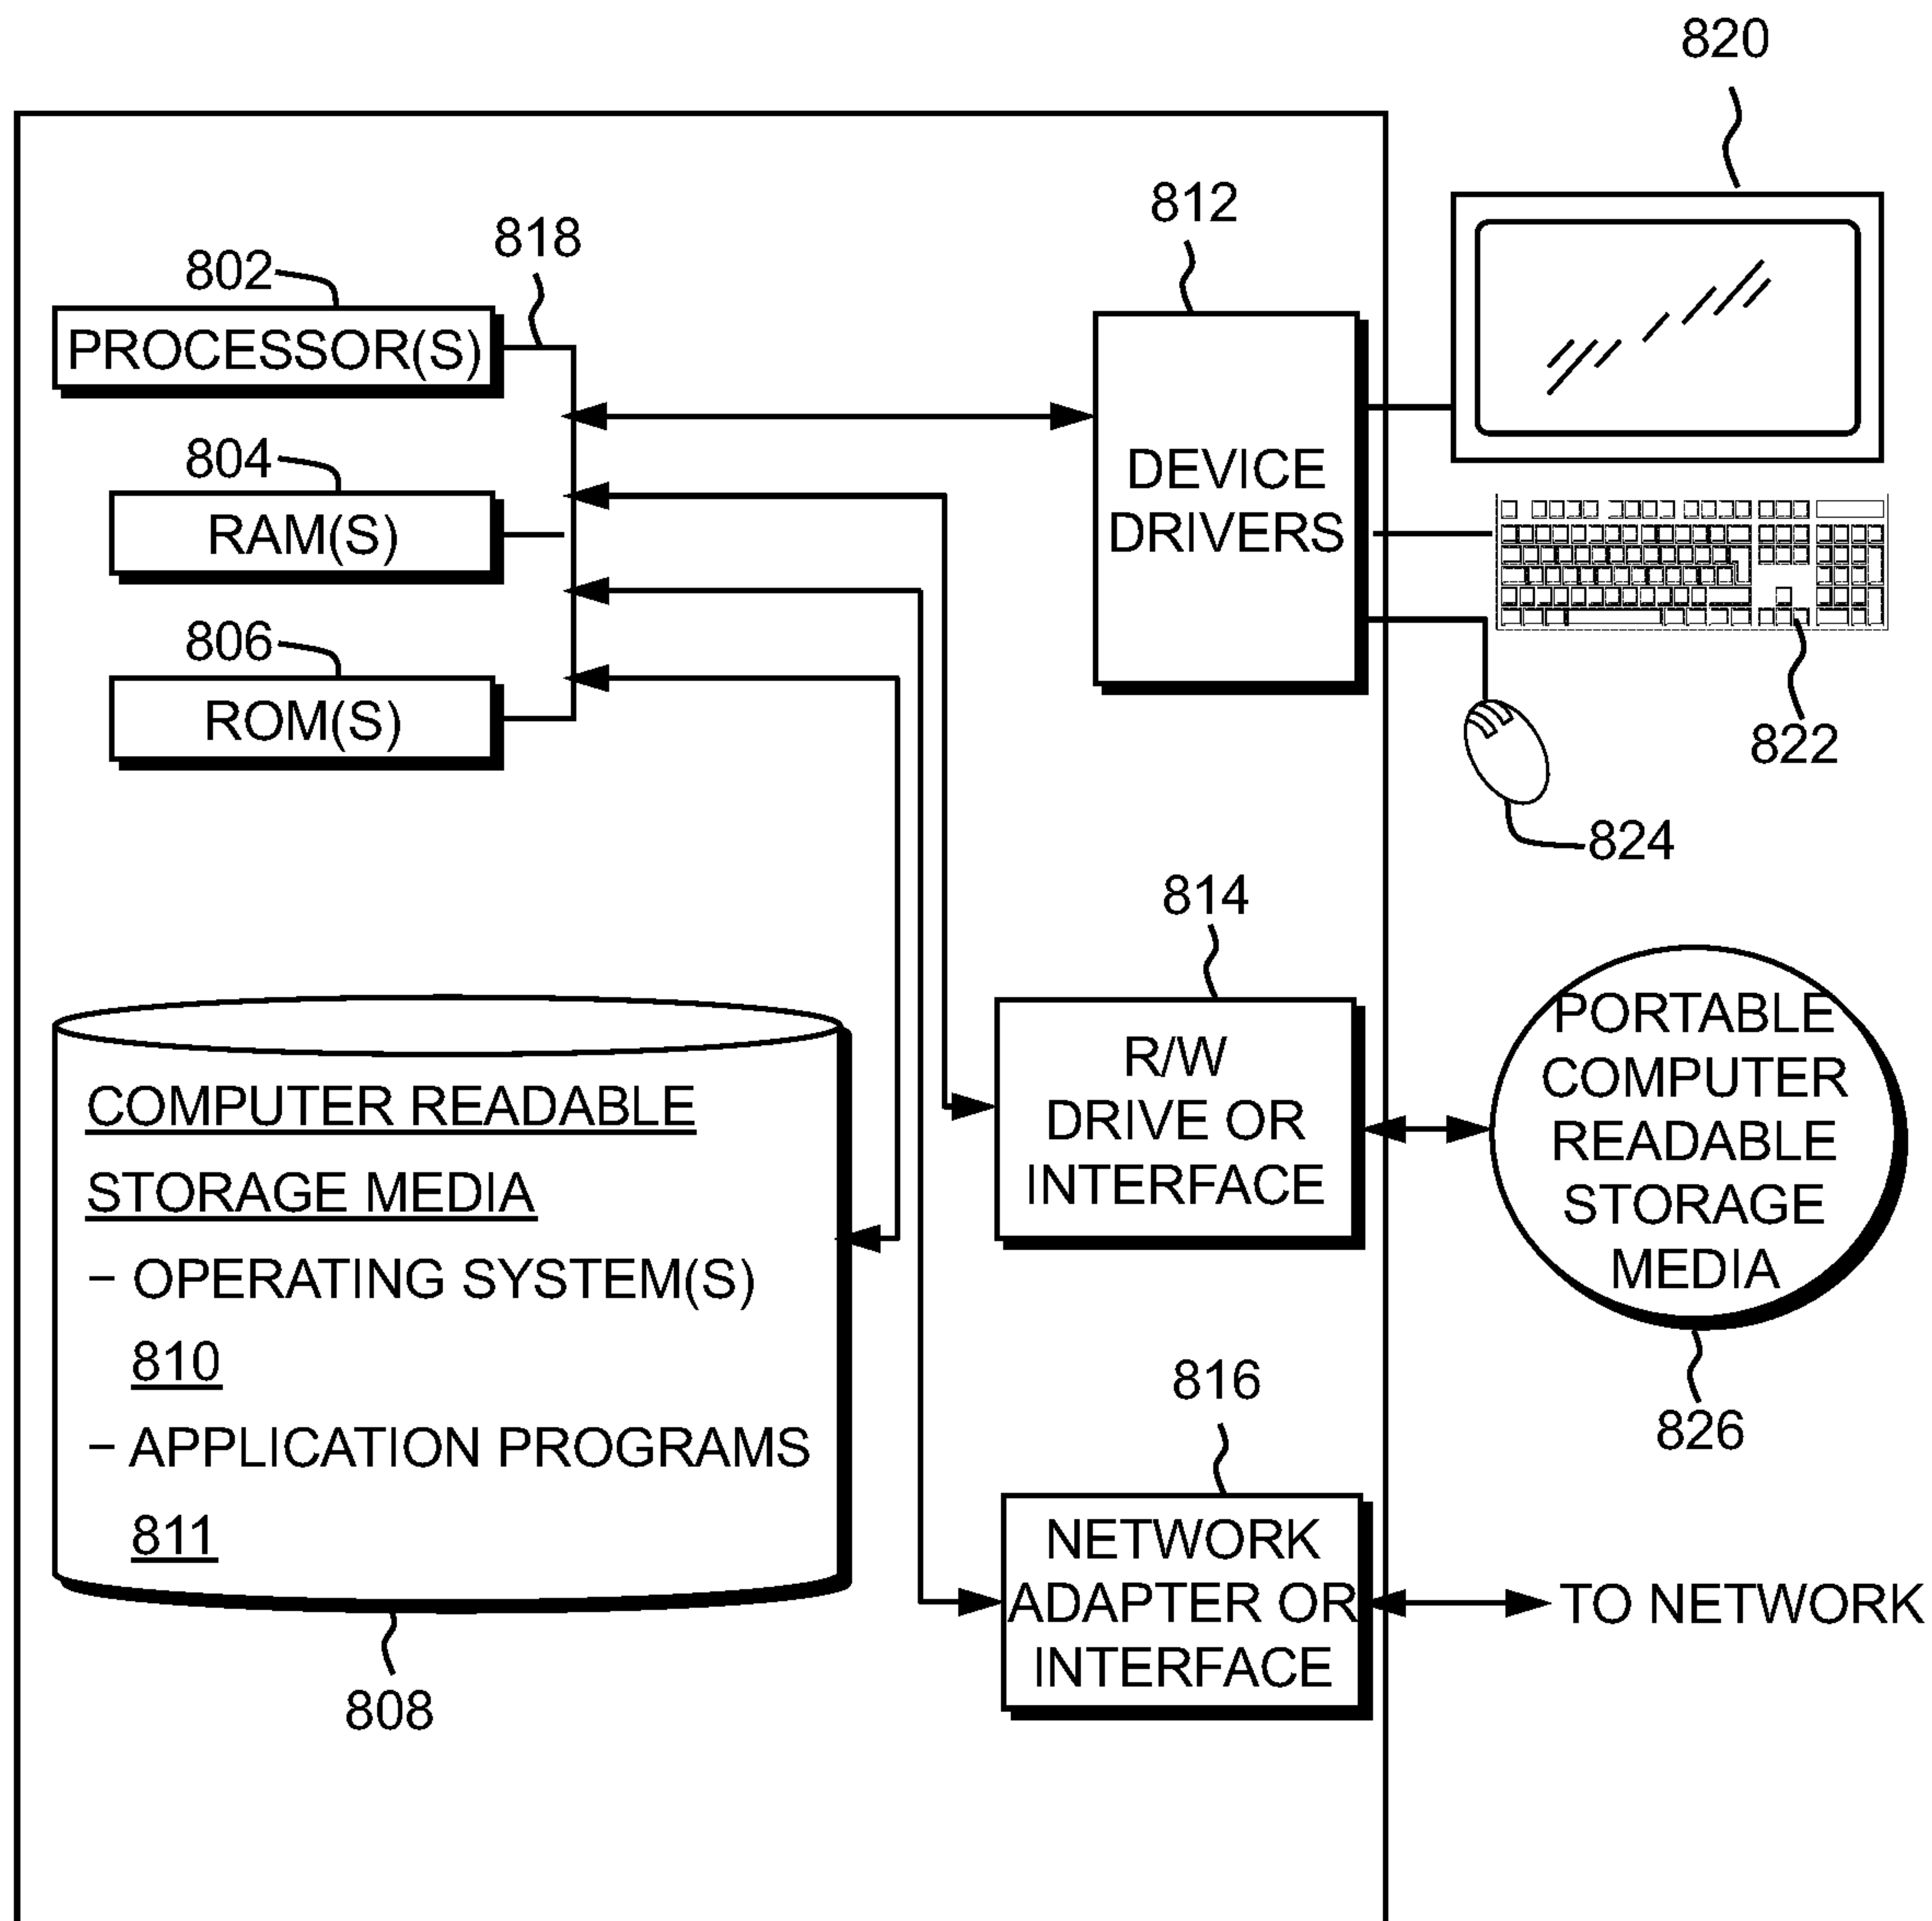 820
812
818
802
PROCESSOR(S)
804
RAM(S)
DEVICE
DRIVERS
806
ROM(S)
822
824
814
R/W
DRIVE OR
INTERFACE
PORTABLE
COMPUTER
READABLE
STORAGE
MEDIA
826
COMPUTER READABLE
STORAGE MEDIA
– OPERATING SYSTEM(S)
810
– APPLICATION PROGRAMS
811
808
816
NETWORK
ADAPTER OR
INTERFACE
TO NETWORK